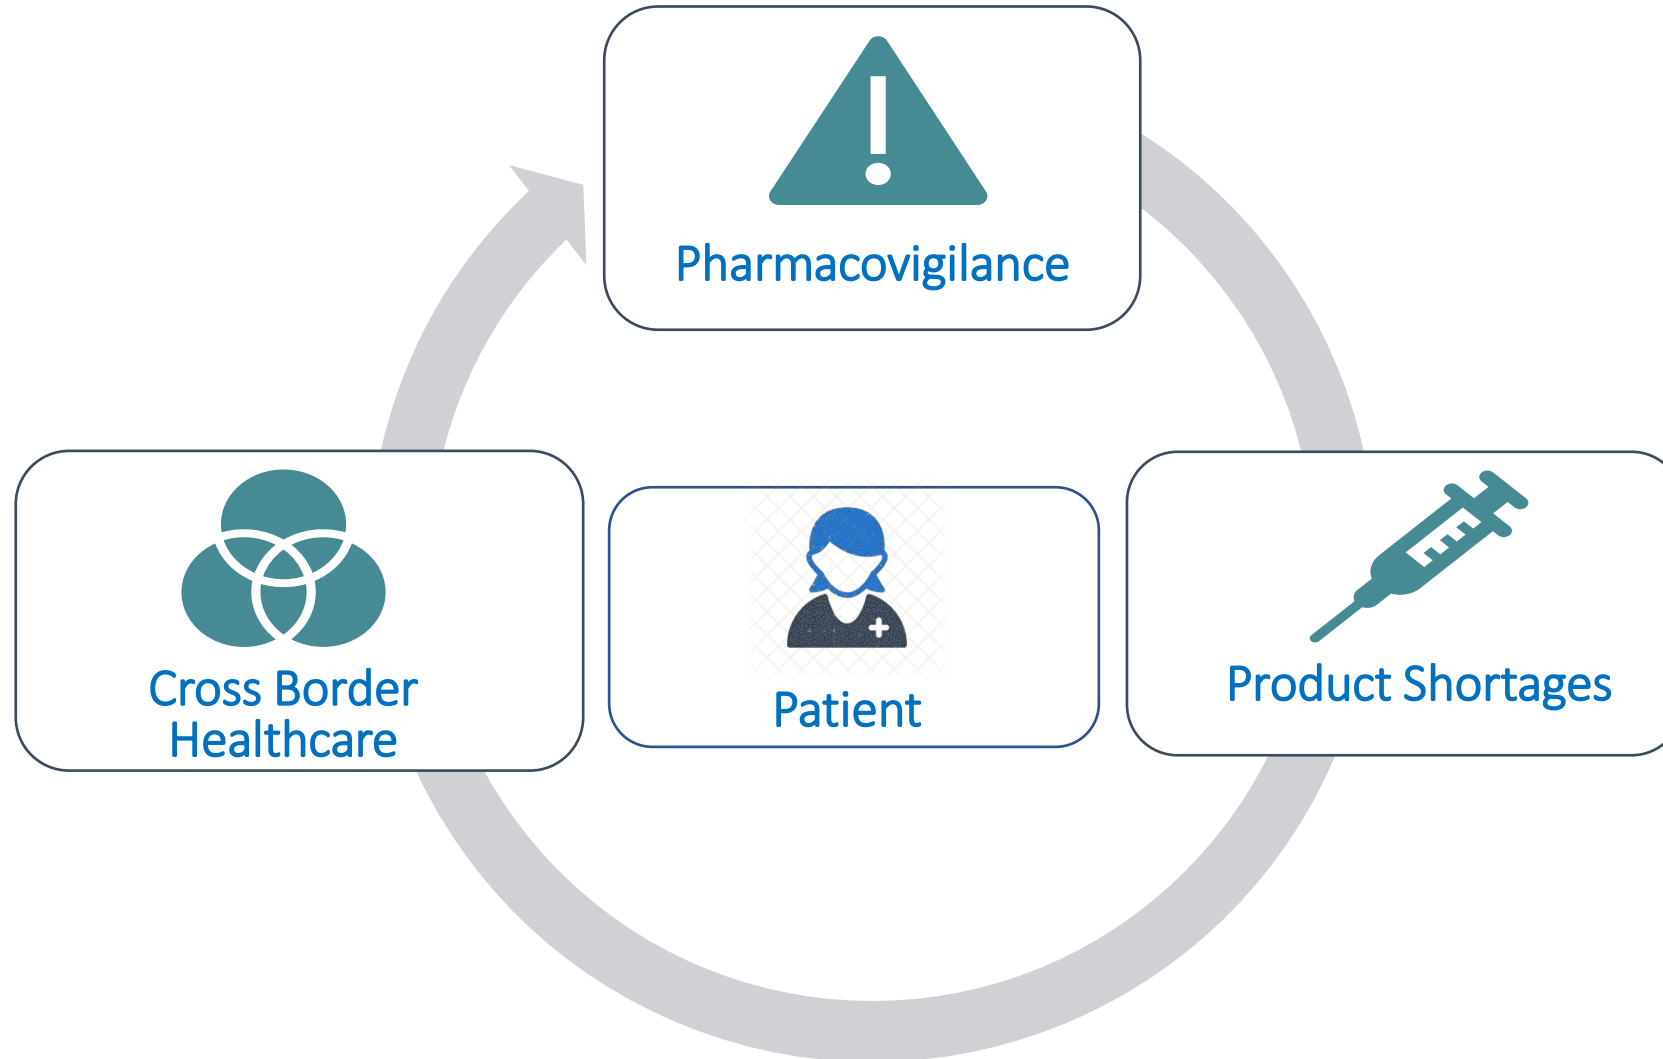 Pharmacovigilance
Cross Border
Healthcare
Patient
Product Shortages